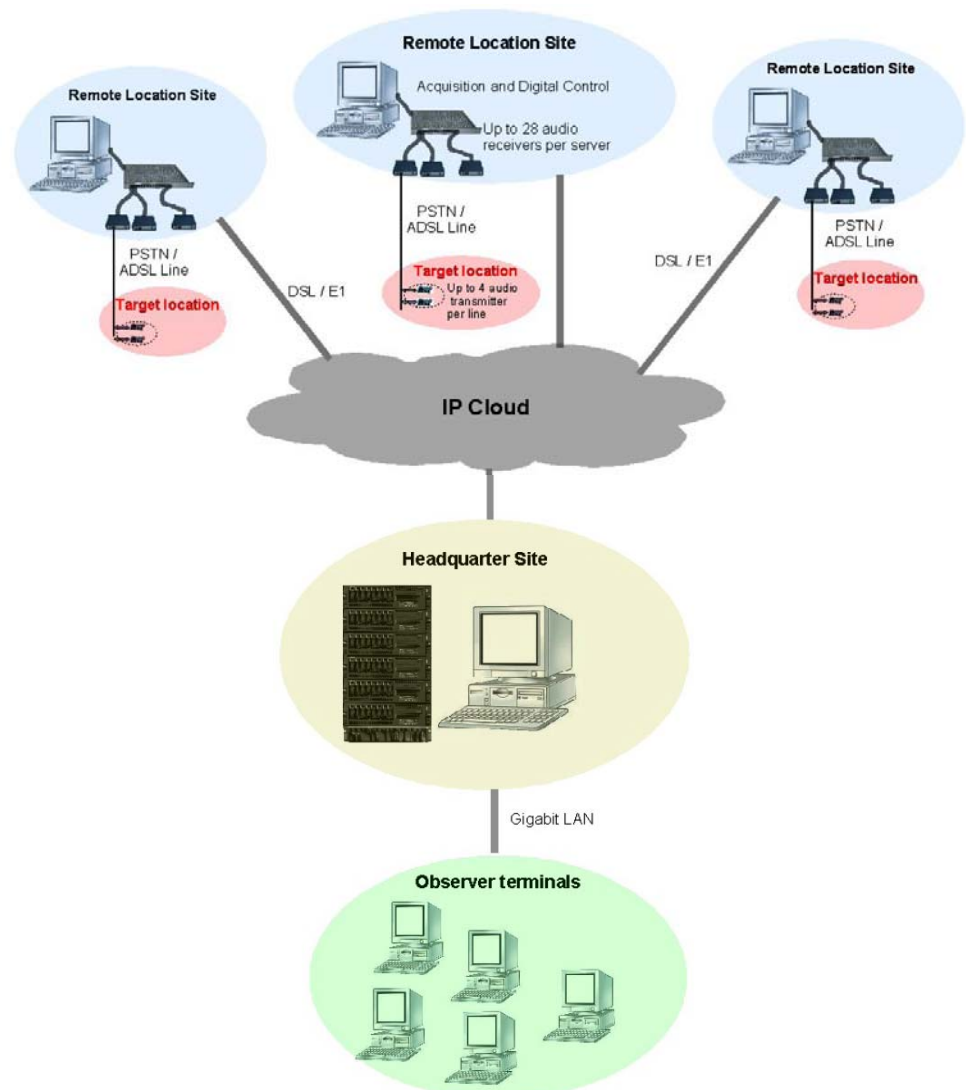 Remote Location Site
Acquisition and Digital Control
Up to 28 audio
receivers per server
PSTN /
ADSL Line
Target location
Up to 4 audio
transmitter
per line
Remote Location Site
PSTN /
ADSL Line
Target location
DSL / E1
Remote Location Site
PSTN /
ADSL Line
Target location
DSL / E1
IP Cloud
Headquarter Site
Gigabit LAN
Observer terminals